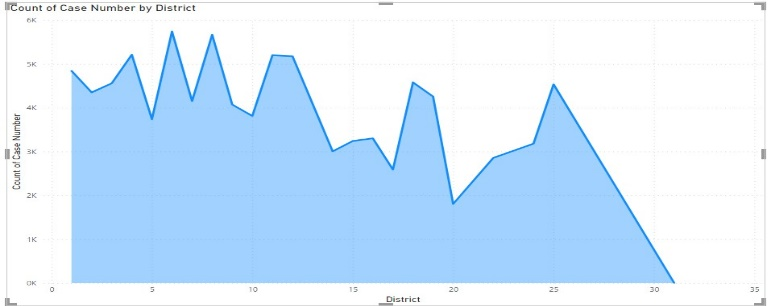 Count of Case Number by District
6K
5K
4K
3K
2K
1K
0K
Count of Case Number
0 5 10 15 20 25 30 35
District